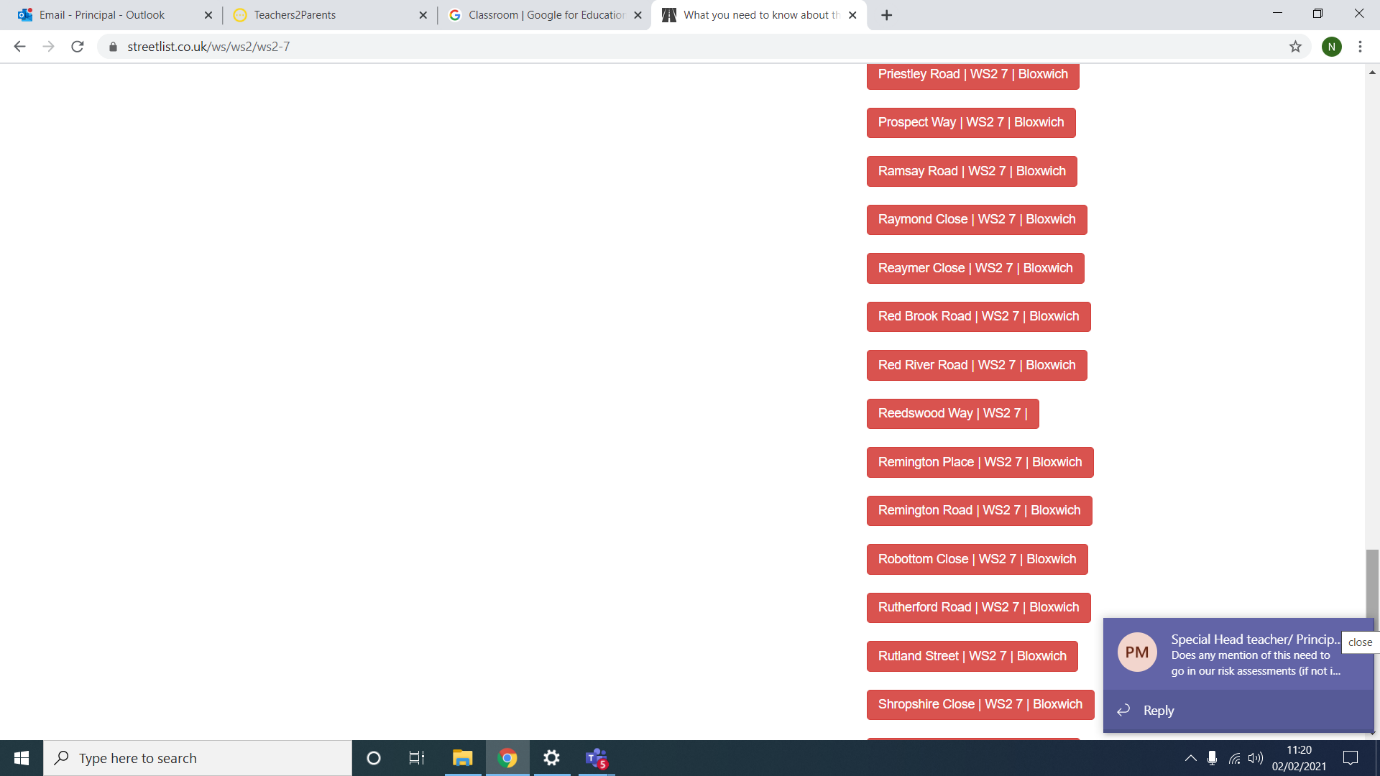 Email - Principal - Outlook
Teachers2Parents
Classroom | Google for Education
What you need to know about th
streetlist.co.uk/ws/ws2/ws2-7
N
Priestley Road | WS2 7 | Bloxwich
Prospect Way | WS2 7 | Bloxwich
Ramsay Road | WS2 7 | Bloxwich
Raymond Close | WS2 7 | Bloxwich
Reaymer Close | WS2 7 | Bloxwich
Red Brook Road | WS2 7 | Bloxwich
Red River Road | WS2 7 | Bloxwich
Reedswood Way | WS2 7 |
Remington Place | WS2 7 | Bloxwich
Remington Road | WS2 7 | Bloxwich
Robottom Close | WS2 7 | Bloxwich
Rutherford Road | WS2 7 | Bloxwich
Rutland Street | WS2 7 | Bloxwich
Shropshire Close | WS2 7 | Bloxwich
PM
Special Head teacher/ Princip...
close
Does any mention of this need to
go in our risk assessments (if not i...
Reply
Type here to search
5
11:20
02/02/2021